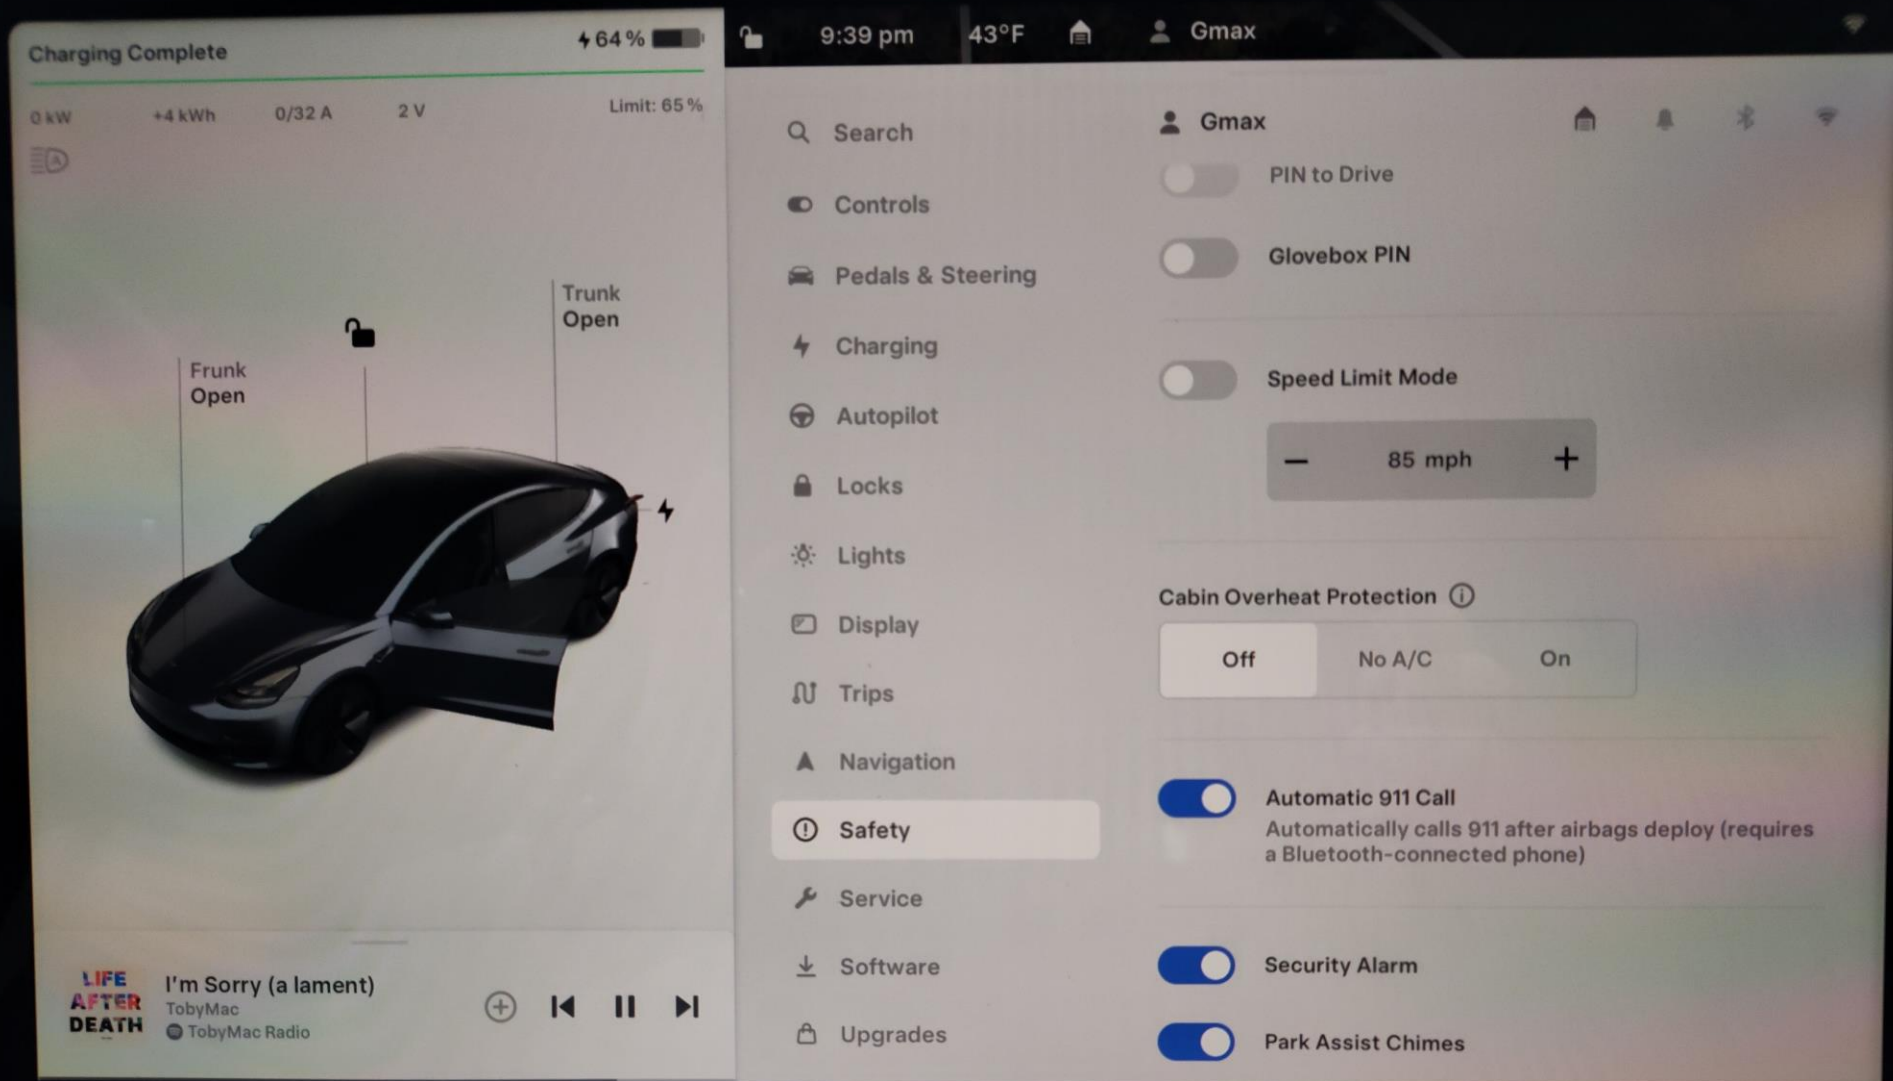 Charging Complete
64 %
0 kW
+4 kWh
0/32 A
2 V
Limit: 65 %
A
Trunk
Open
Frunk
Open
LIFE
AFTER
DEATH
I'm Sorry (a lament)
TobyMac
TobyMac Radio
9:39 pm
43°F
Gmax
Search
Controls
Pedals & Steering
Charging
Autopilot
Locks
Lights
Display
Trips
Navigation
Safety
Service
Software
Upgrades
Gmax
PIN to Drive
Glovebox PIN
Speed Limit Mode
85 mph
Cabin Overheat Protection
Off
No A/C
On
Automatic 911 Call
Automatically calls 911 after airbags deploy (requires
a Bluetooth-connected phone)
Security Alarm
Park Assist Chimes